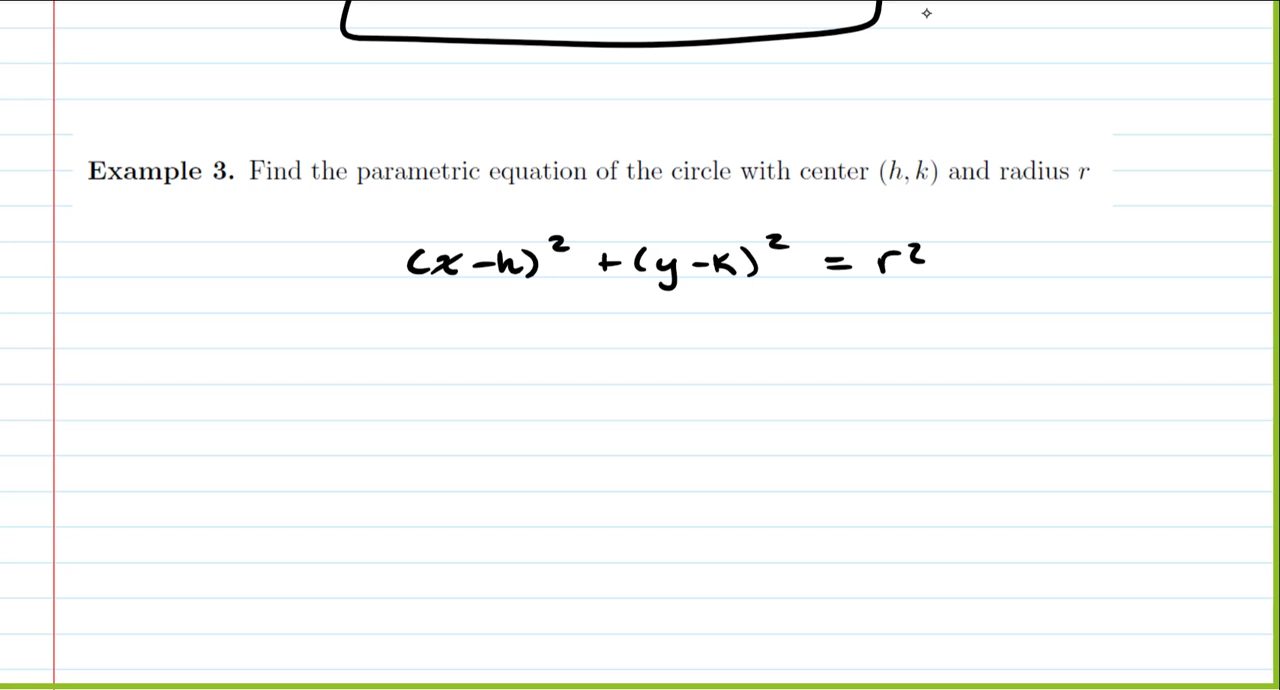 Example 3. Find the parametric equation of the circle with center (h, k) and radius r
(x-h)² + (y-k)² = r²